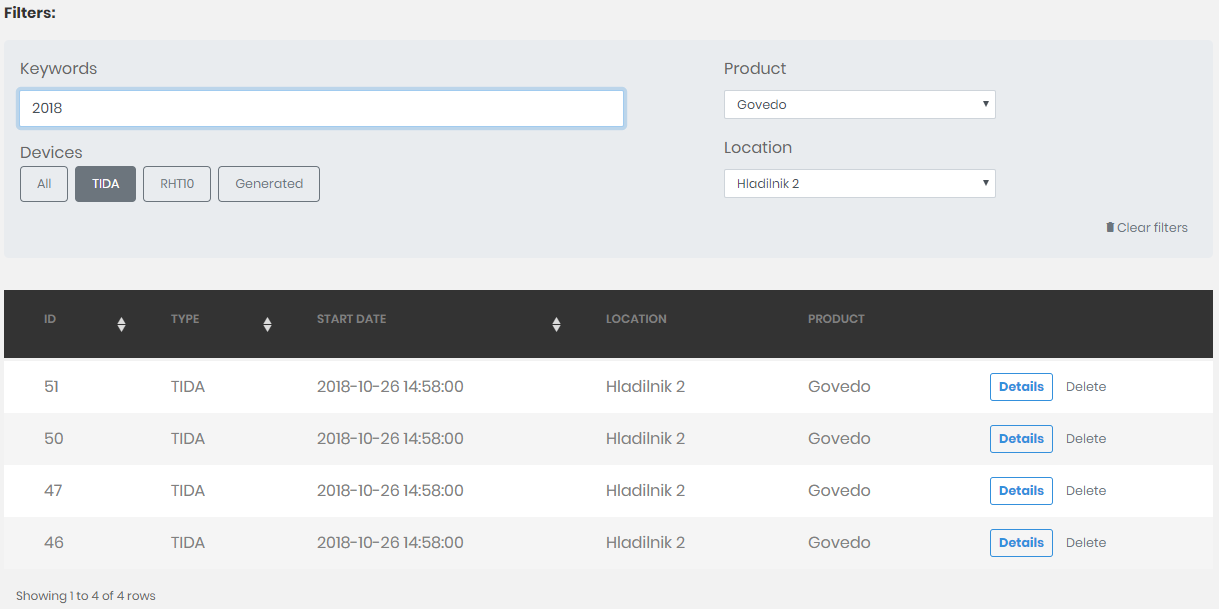 Filters:
Keywords
2018
Devices
All TIDA RHT10 Generated
Product
Govedo
Location
Hladilnik 2
Clear filters
ID TYPE START DATE LOCATION PRODUCT
51 TIDA 2018-10-26 14:58:00 Hladilnik 2 Govedo Details Delete
50 TIDA 2018-10-26 14:58:00 Hladilnik 2 Govedo Details Delete
47 TIDA 2018-10-26 14:58:00 Hladilnik 2 Govedo Details Delete
46 TIDA 2018-10-26 14:58:00 Hladilnik 2 Govedo Details Delete
Showing 1 to 4 of 4 rows